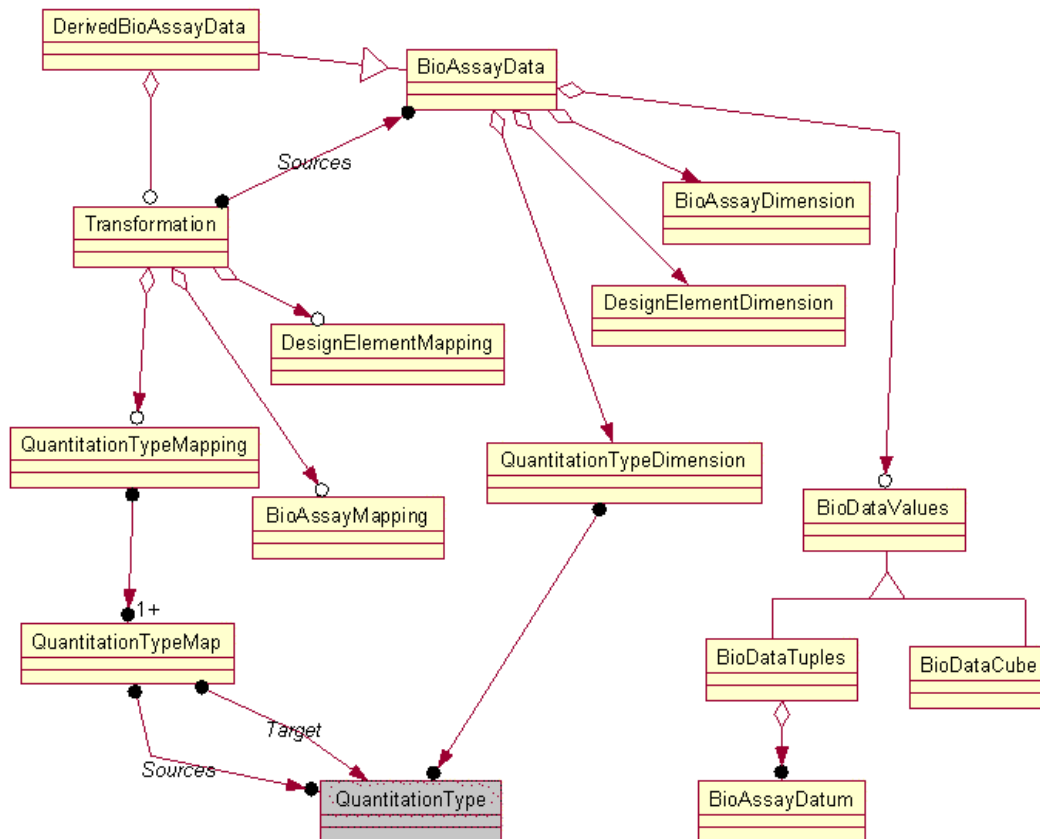 DerivedBioAssayData
BioAssayData
Sources
BioAssayDimension
Transformation
DesignElementDimension
DesignElementMapping
QuantitationTypeMapping
QuantitationTypeDimension
BioAssayMapping
BioDataValues
1+
QuantitationTypeMap
BioDataTuples
BioDataCube
Target
Sources
QuantitationType
BioAssayDatum